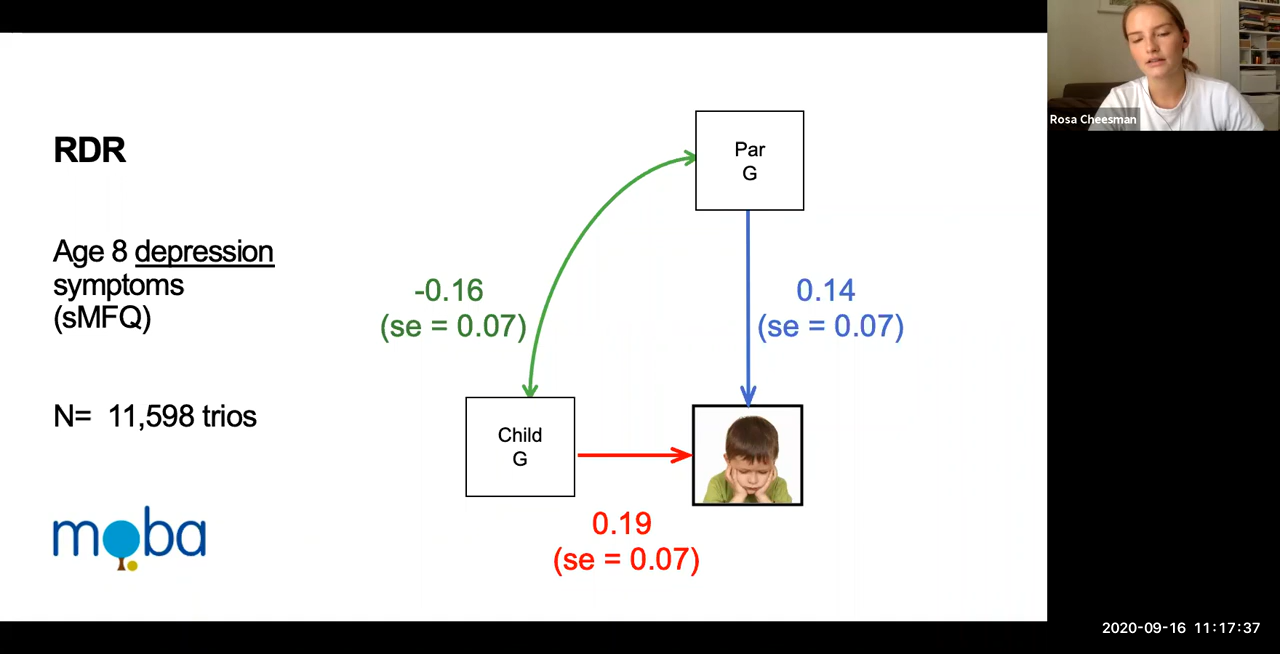 RDR
Age 8 depression
symptoms
(sMFQ)
N= 11,598 trios
moba
Par
G
-0.16
(se = 0.07)
0.14
(se = 0.07)
Child
G
0.19
(se = 0.07)
Rosa Cheesman
2020-09-16 11:17:37